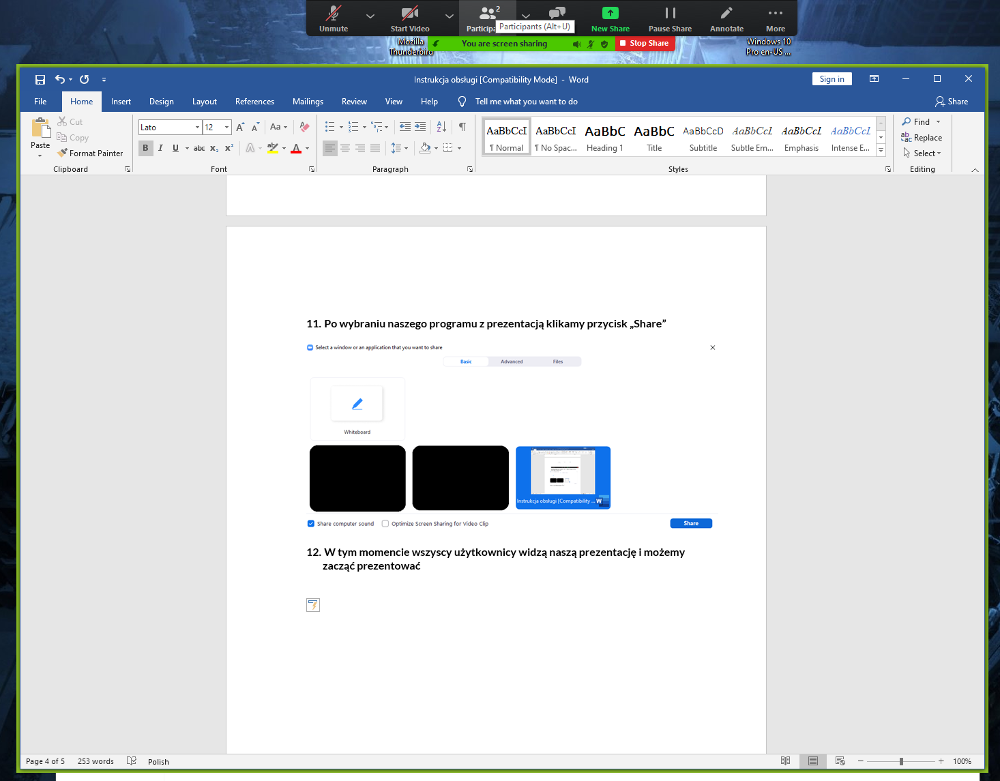 2
Unmute Start Video Participa New Share Pause Share Annotate More
Participants (Alt+U)
Mozilla
Thunderbird
You are screen sharing Stop Share
Windows 10
Pro en-US ...
Instrukcja obsługi [Compatibility Mode] - Word
Sign in
File Home Insert Design Layout References Mailings Review View Help Tell me what you want to do Share
Paste
Cut
Copy
Format Painter
Clipboard
Lato 12
Font
Paragraph
AaBbCcI AaBbCcI AaBbC AaBbC AaBbCcD AaBbCcL AaBbCcL AaBbCcL
¶ Normal ¶ No Spac... Heading 1 Title Subtitle Subtle Em... Emphasis Intense E...
Styles
Find
Replace
Select
Editing
11. Po wybraniu naszego programu z prezentacją klikamy przycisk „Share”
Select a window or an application that you want to share
Basic Advanced Files
Whiteboard
Instrukcja obsługi [Compatibility ...
Share computer sound Optimize Screen Sharing for Video Clip Share
12. W tym momencie wszyscy użytkownicy widzą naszą prezentację i możemy
zacząć prezentować
Page 4 of 5 253 words Polish 100%